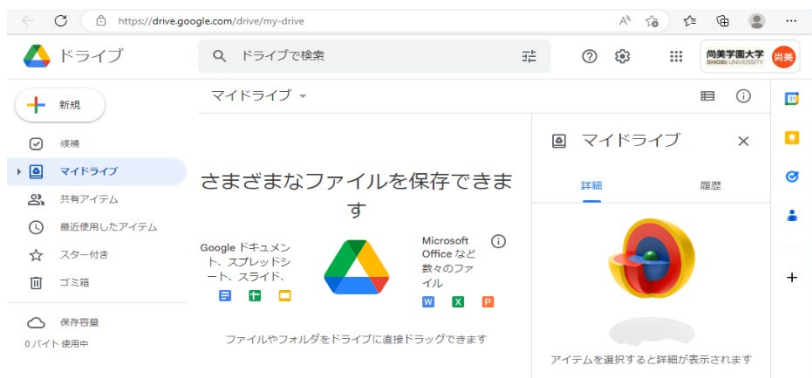 https://drive.google.com/drive/my-drive
ドライブ
ドライブで検索
尚美学園大学
SHOBI UNIVERSITY
尚美
新規
マイドライブ
候補
マイドライブ
共有アイテム
最近使用したアイテム
スター付き
ゴミ箱
保存容量
0 バイト使用中
さまざまなファイルを保存できま
す
Google ドキュメン
ト、スプレッドシ
ート、スライド、
Microsoft
Office など
数々のファ
イル
W X P
ファイルやフォルダをドライブに直接ドラッグできます
マイドライブ
詳細
履歴
アイテムを選択すると詳細が表示されます
31